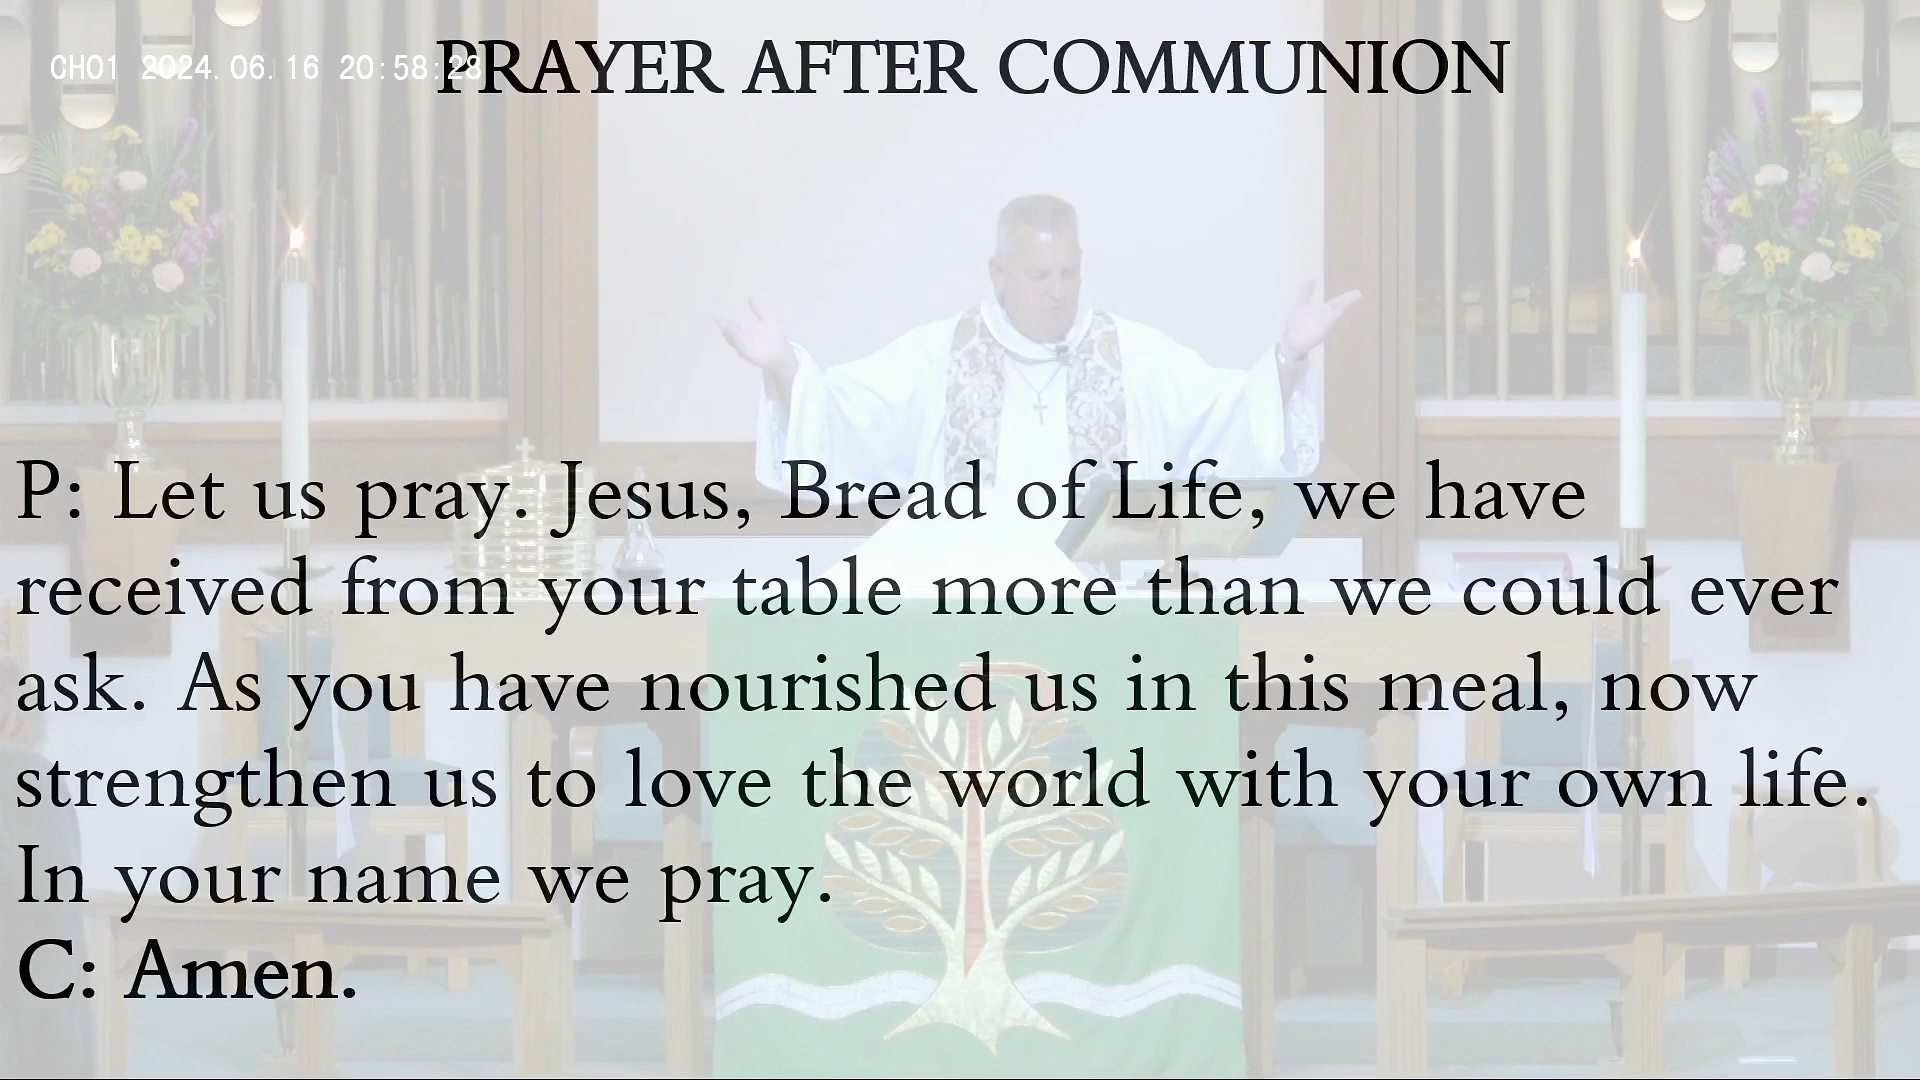 CH01 2024.06.16 20:58:28
PRAYER AFTER COMMUNION
P: Let us pray. Jesus, Bread of Life, we have
received from your table more than we could ever
ask. As you have nourished us in this meal, now
strengthen us to love the world with your own life.
In your name we pray.
C: Amen.